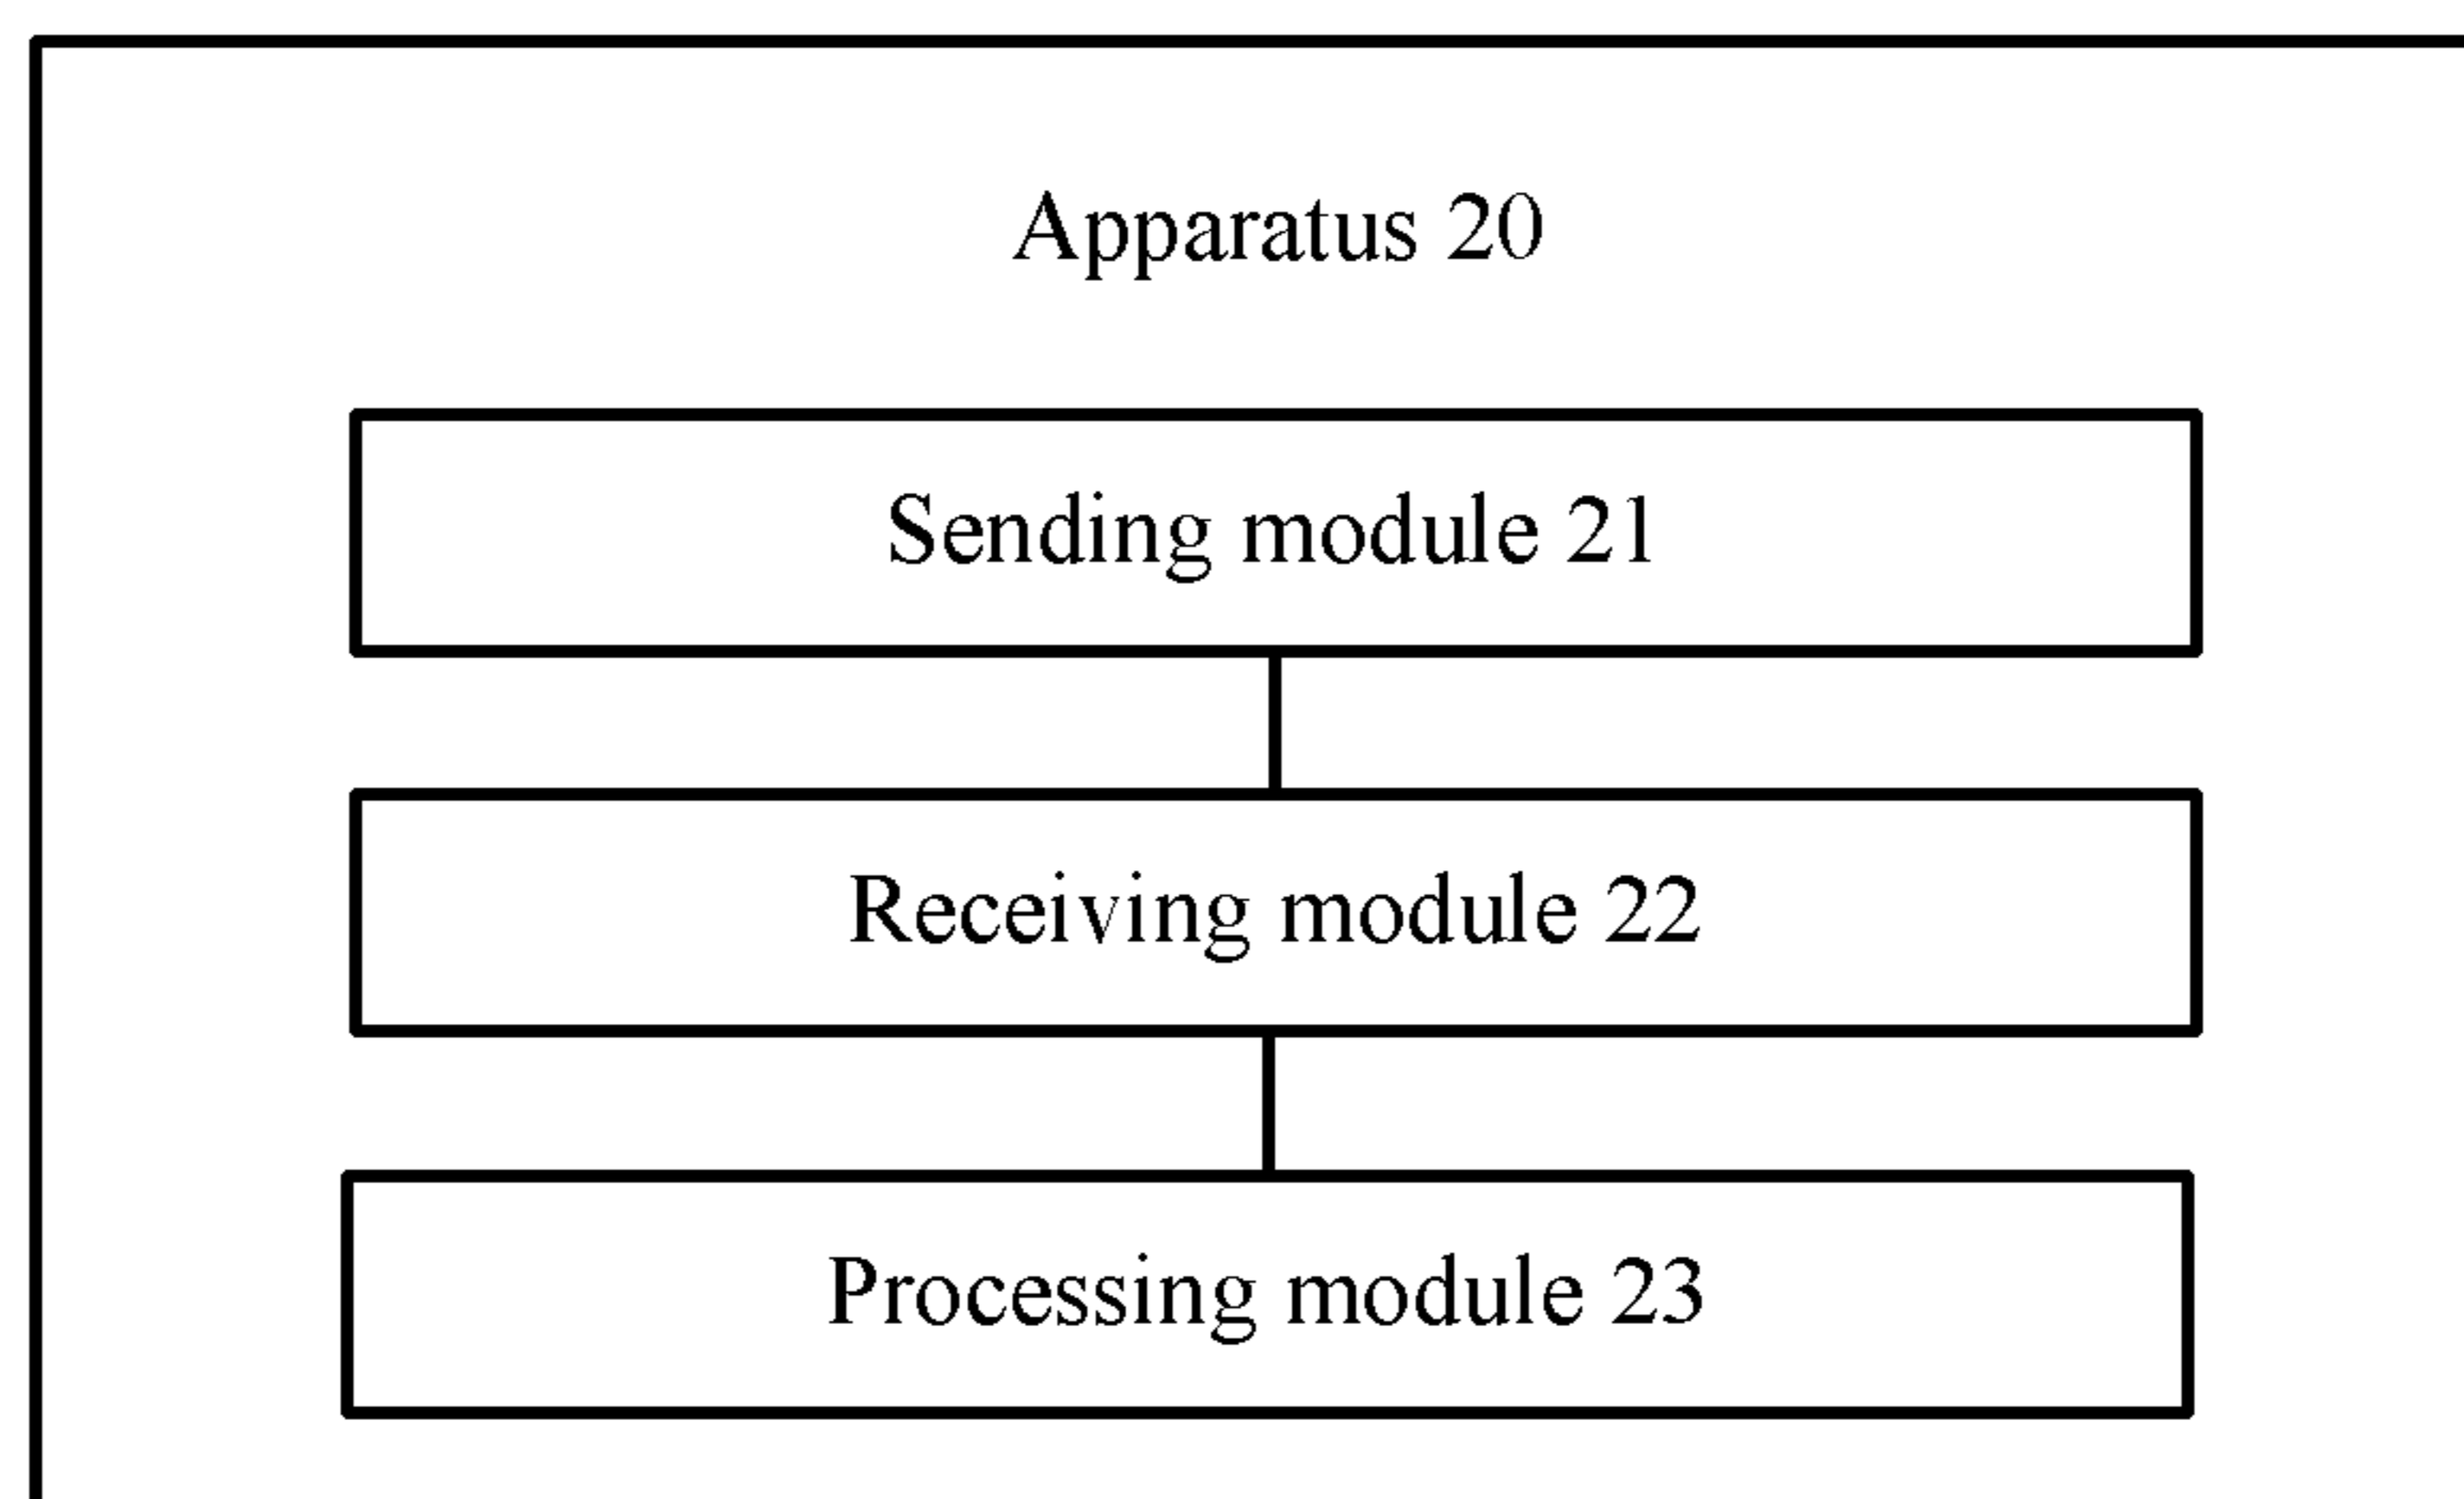 Apparatus 20
Sending module 21
Receiving module 22
Processing module 23